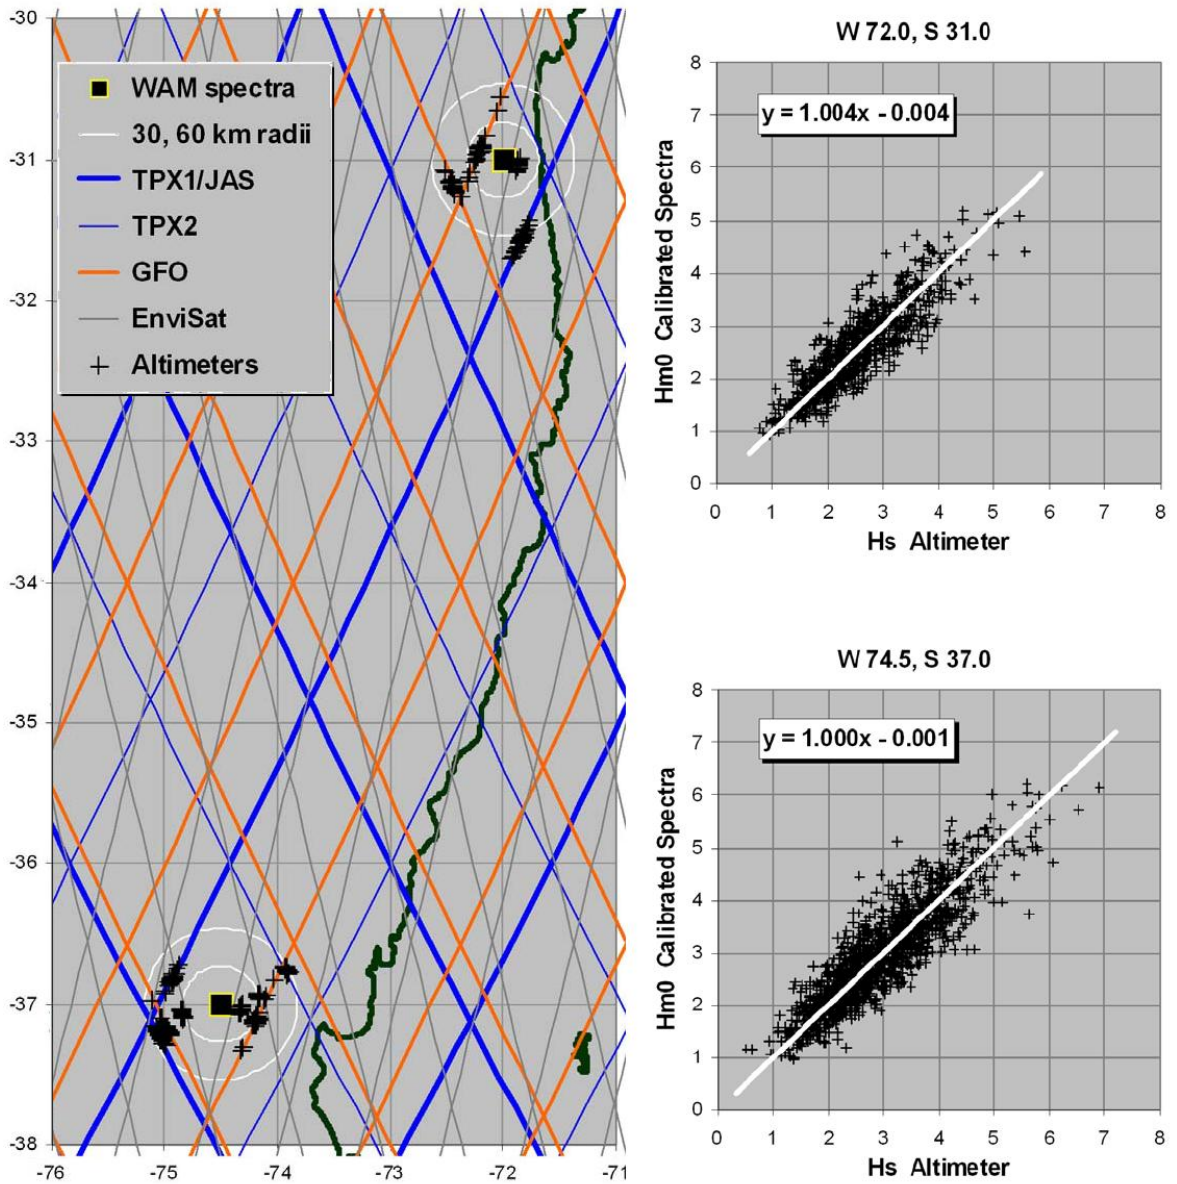 -30
-31
-32
-33
-34
-35
-36
-37
-38
-76 -75 -74 -73 -72 -71
WAM spectra
30, 60 km radii
TPX1/JAS
TPX2
GFO
EnviSat
Altimeters
W 72.0, S 31.0
y = 1.004x - 0.004
Hm0 Calibrated Spectra
8
7
6
5
4
3
2
1
0
0 1 2 3 4 5 6 7 8
Hs Altimeter
W 74.5, S 37.0
y = 1.000x - 0.001
Hm0 Calibrated Spectra
8
7
6
5
4
3
2
1
0
0 1 2 3 4 5 6 7 8
Hs Altimeter